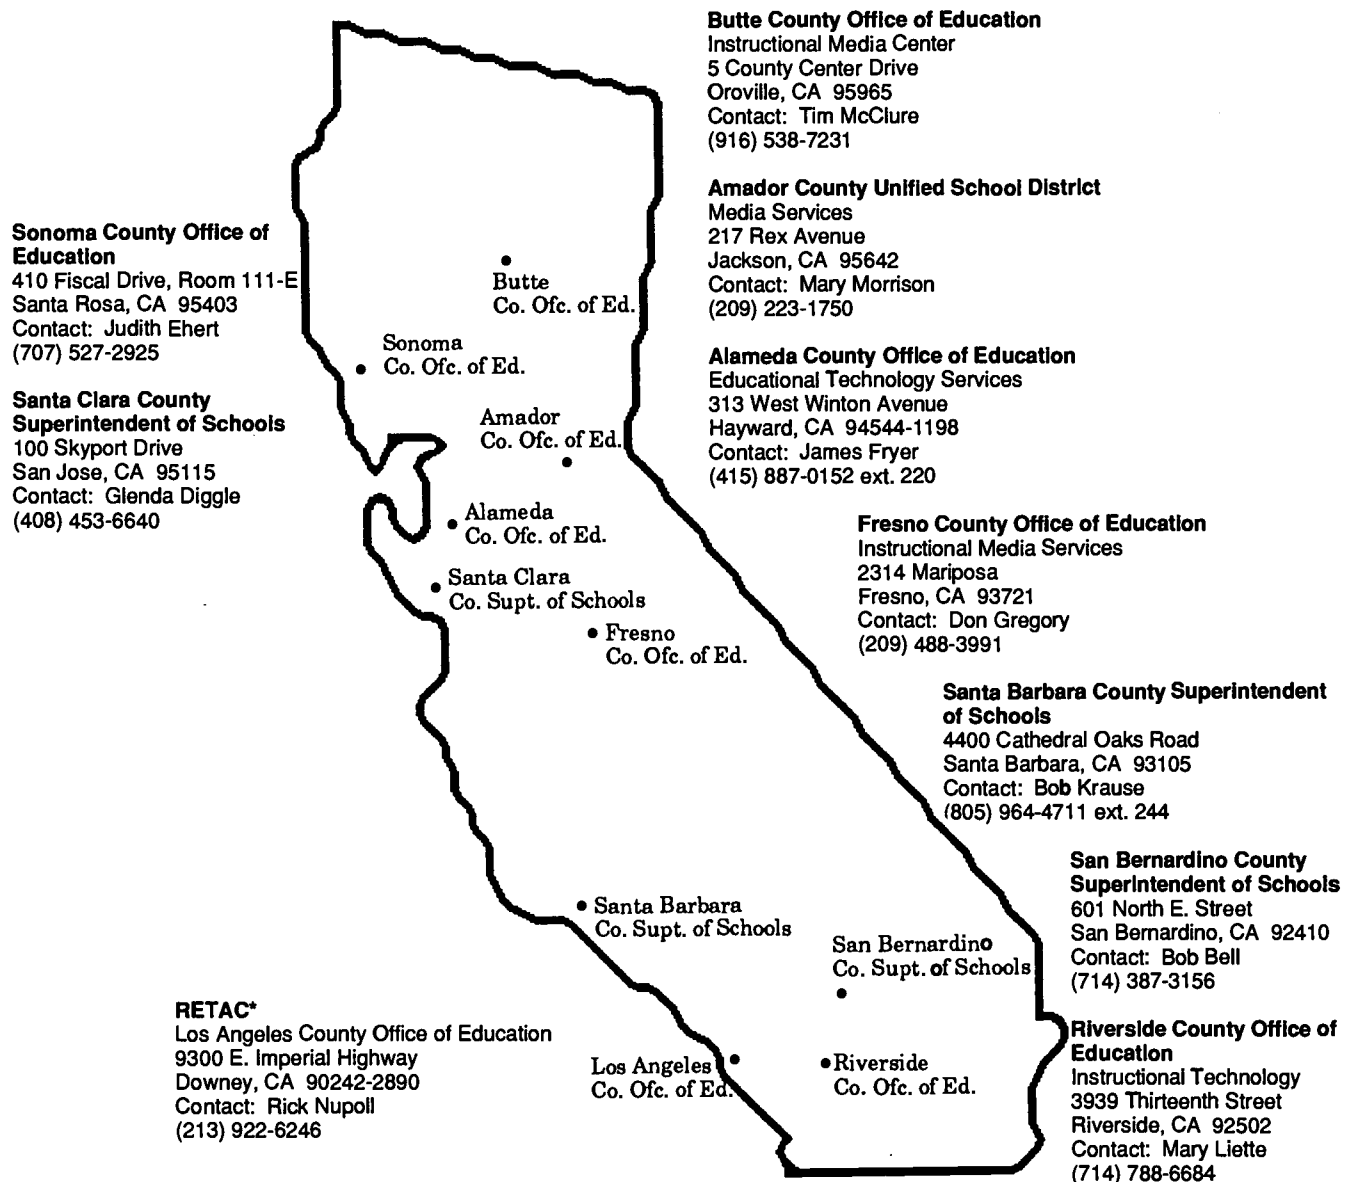 Butte County Office of Education
Instructional Media Center
5 County Center Drive
Oroville, CA 95965
Contact: Tim McClure
(916) 538-7231
Amador County Unified School District
Media Services
217 Rex Avenue
Jackson, CA 95642
Contact: Mary Morrison
(209) 223-1750
Sonoma County Office of
Education
410 Fiscal Drive, Room 111-E
Santa Rosa, CA 95403
Contact: Judith Ehert
(707) 527-2925
Santa Clara County
Superintendent of Schools
100 Skyport Drive
San Jose, CA 95115
Contact: Glenda Diggle
(408) 453-6640
Butte
Co. Ofc. of Ed.
Sonoma
Co. Ofc. of Ed.
Amador
Co. Ofc. of Ed.
Alameda
Co. Ofc. of Ed.
Santa Clara
Co. Supt. of Schools
Fresno
Co. Ofc. of Ed.
Santa Barbara
Co. Supt. of Schools
San Bernardino
Co. Supt. of Schools
Los Angeles
Co. Ofc. of Ed.
Riverside
Co. Ofc. of Ed.
Alameda County Office of Education
Educational Technology Services
313 West Winton Avenue
Hayward, CA 94544-1198
Contact: James Fryer
(415) 887-0152 ext. 220
Fresno County Office of Education
Instructional Media Services
2314 Mariposa
Fresno, CA 93721
Contact: Don Gregory
(209) 488-3991
Santa Barbara County Superintendent
of Schools
4400 Cathedral Oaks Road
Santa Barbara, CA 93105
Contact: Bob Krause
(805) 964-4711 ext. 244
San Bernardino County
Superintendent of Schools
601 North E. Street
San Bernardino, CA 92410
Contact: Bob Bell
(714) 387-3156
RETAC*
Los Angeles County Office of Education
9300 E. Imperial Highway
Downey, CA 90242-2890
Contact: Rick Nupoll
(213) 922-6246
Riverside County Office of
Education
Instructional Technology
3939 Thirteenth Street
Riverside, CA 92502
Contact: Mary Liette
(714) 788-6684